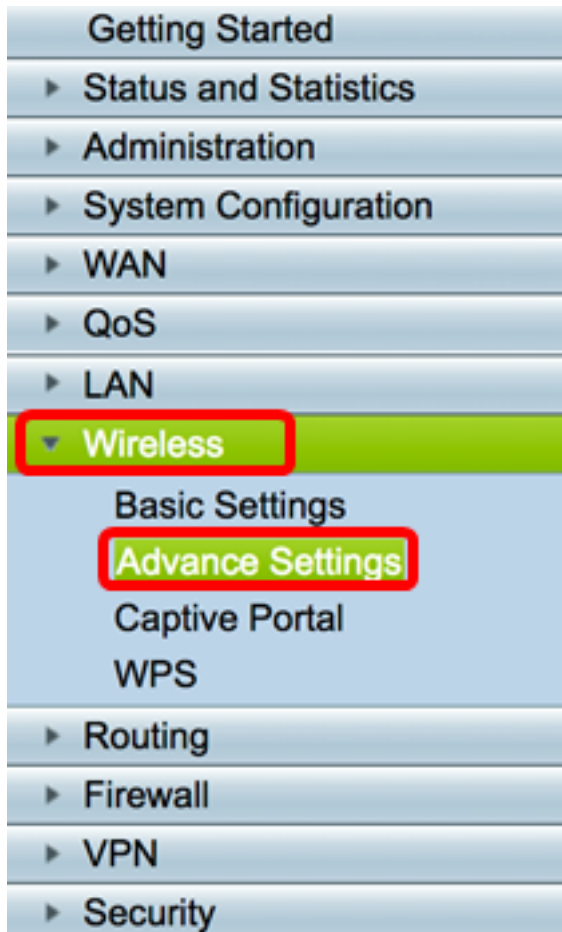 Getting Started
Status and Statistics
Administration
System Configuration
WAN
QoS
LAN
Wireless
Basic Settings
Advance Settings
Captive Portal
WPS
Routing
Firewall
VPN
Security